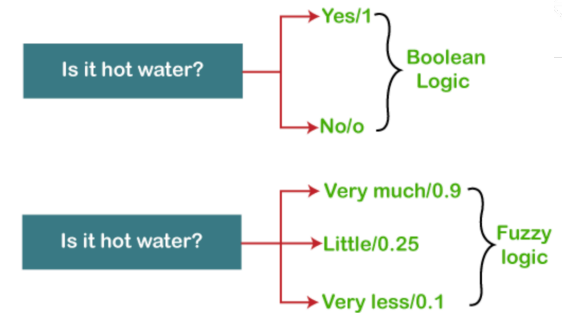 Is it hot water?
Yes/1
No/o
Boolean
Logic
Is it hot water?
Very much/0.9
Little/0.25
Very less/0.1
Fuzzy
logic